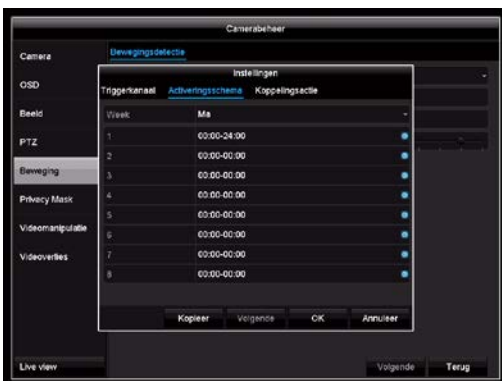 Camerabeheer
Camera
Bewegingsdetectie
OSD
Beeld
PTZ
Beweging
Privacy Mask
Videomanipulatie
Videoverlies
Instellingen
Triggerkanaal Activeringsschema Koppelingsactie
Week Ma
1 00:00-24:00
2 00:00-00:00
3 00:00-00:00
4 00:00-00:00
5 00:00-00:00
6 00:00-00:00
7 00:00-00:00
8 00:00-00:00
Kopieer Volgende OK Annuleer
Live view Volgende Terug